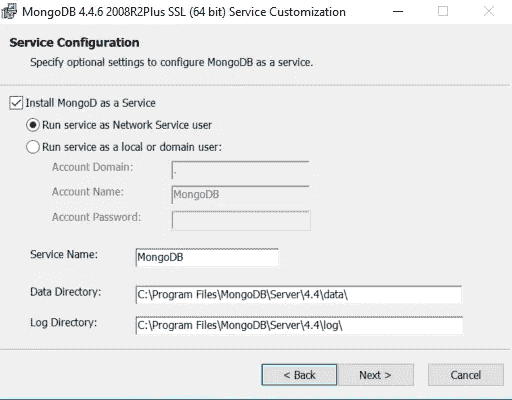 MongoDB 4.4.6 2008R2Plus SSL (64 bit) Service Customization
Service Configuration
Specify optional settings to configure MongoDB as a service.
Install MongoD as a Service
Run service as Network Service user
Run service as a local or domain user:
Account Domain: .
Account Name: MongoDB
Account Password:
Service Name: MongoDB
Data Directory: C:\Program Files\MongoDB\Server\4.4\data\
Log Directory: C:\Program Files\MongoDB\Server\4.4\log\
< Back Next > Cancel